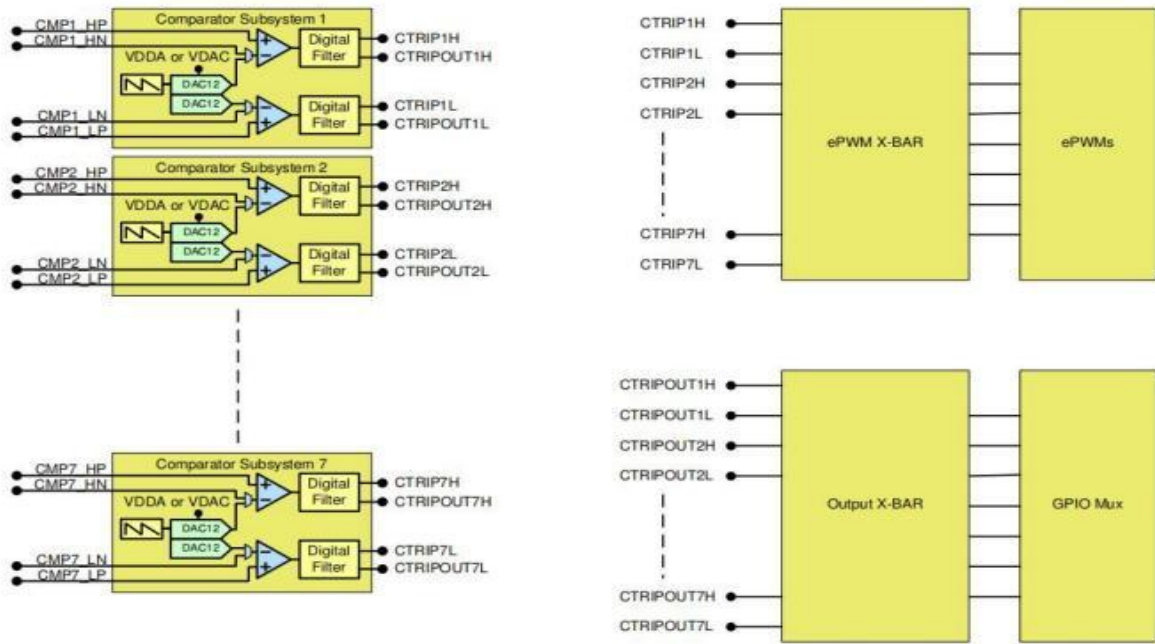 Comparator Subsystem 1
CMP1_HP
CMP1_HN
VDDA or VDAC
DAC12
DAC12
CMP1_LN
CMP1_LP
Digital
Filter
CTRIP1H
CTRIPOUT1H
Digital
Filter
CTRIP1L
CTRIPOUT1L
Comparator Subsystem 2
CMP2_HP
CMP2_HN
VDDA or VDAC
DAC12
DAC12
CMP2_LN
CMP2_LP
Digital
Filter
CTRIP2H
CTRIPOUT2H
Digital
Filter
CTRIP2L
CTRIPOUT2L
Comparator Subsystem 7
CMP7_HP
CMP7_HN
VDDA or VDAC
DAC12
DAC12
CMP7_LN
CMP7_LP
Digital
Filter
CTRIP7H
CTRIPOUT7H
Digital
Filter
CTRIP7L
CTRIPOUT7L
CTRIP1H
CTRIP1L
CTRIP2H
CTRIP2L
CTRIP7H
CTRIP7L
ePWM X-BAR
ePWMs
CTRIPOUT1H
CTRIPOUT1L
CTRIPOUT2H
CTRIPOUT2L
CTRIPOUT7H
CTRIPOUT7L
Output X-BAR
GPIO Mux